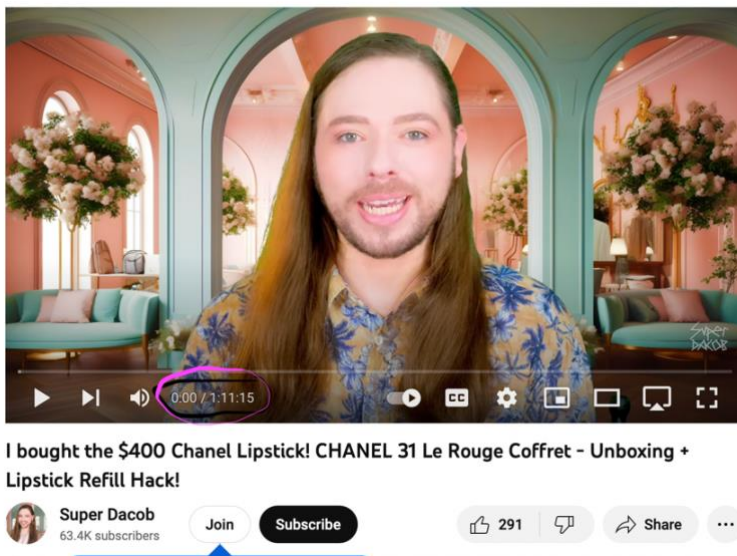 Super
DACOB
0:00 / 1:11:15
CC
I bought the $400 Chanel Lipstick! CHANEL 31 Le Rouge Coffret - Unboxing +
Lipstick Refill Hack!
Super Dacob
63.4K subscribers
Join
Subscribe
291
Share